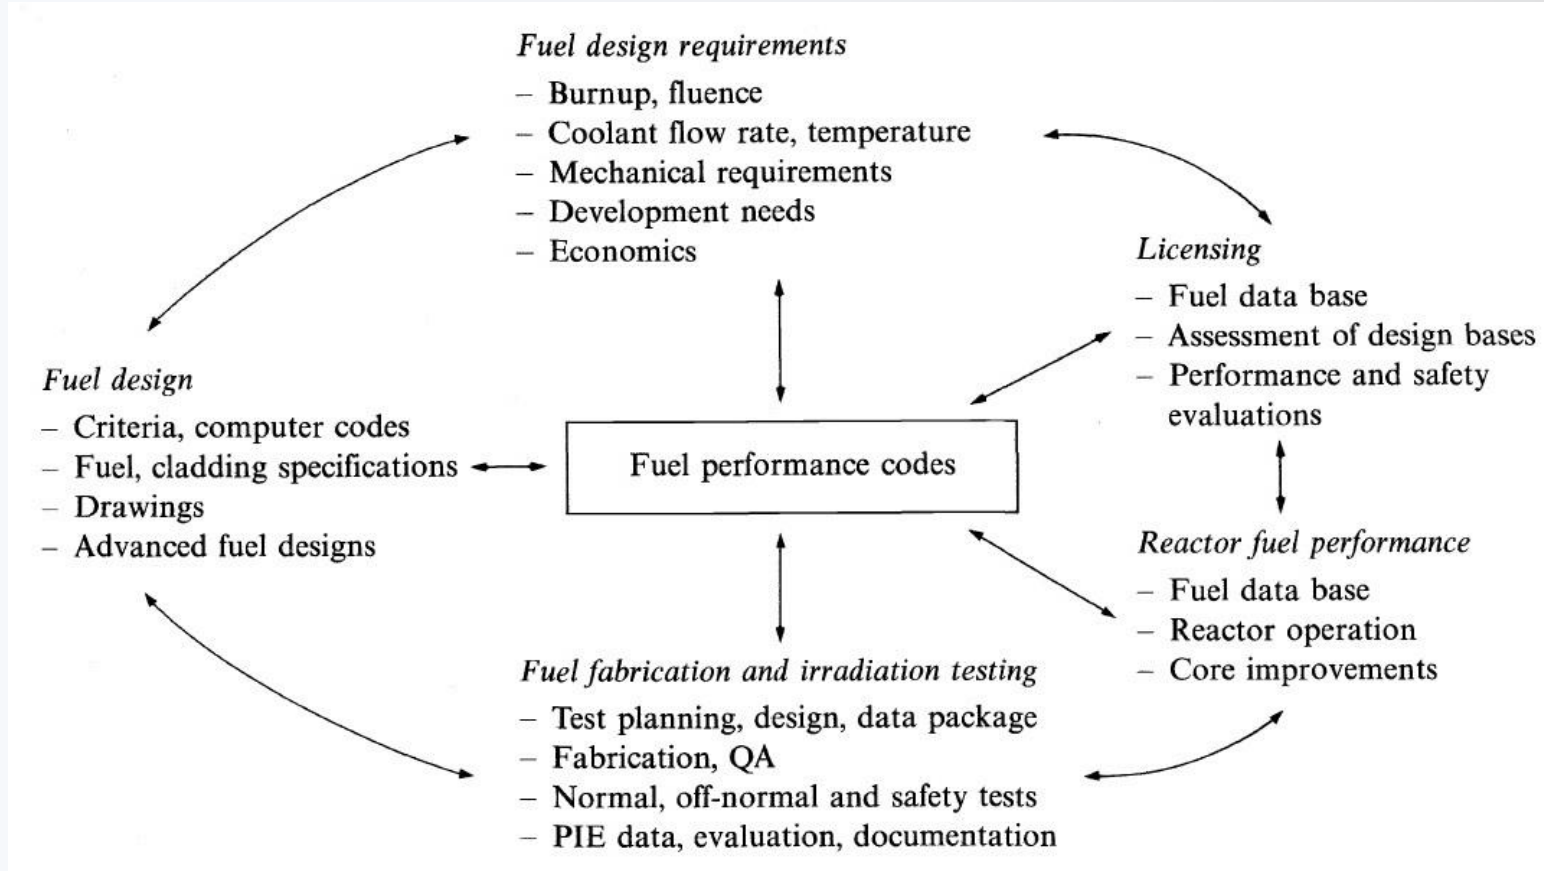 Fuel design requirements
– Burnup, fluence
– Coolant flow rate, temperature
– Mechanical requirements
– Development needs
– Economics
Licensing
– Fuel data base
– Assessment of design bases
– Performance and safety
evaluations
Fuel design
– Criteria, computer codes
– Fuel, cladding specifications
– Drawings
– Advanced fuel designs
Fuel performance codes
Reactor fuel performance
– Fuel data base
– Reactor operation
– Core improvements
Fuel fabrication and irradiation testing
– Test planning, design, data package
– Fabrication, QA
– Normal, off-normal and safety tests
– PIE data, evaluation, documentation